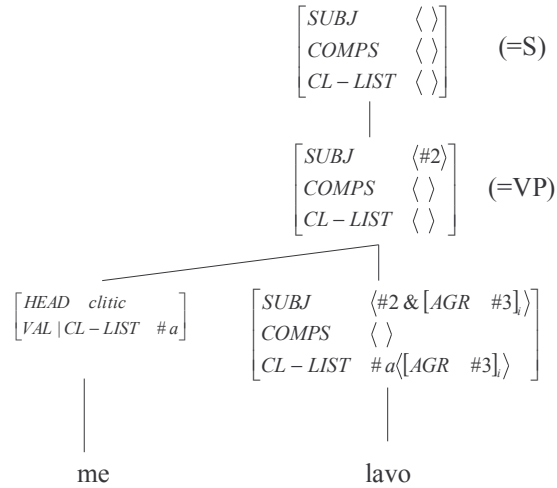 SUBJ ⟨ ⟩
COMPS ⟨ ⟩ (=S)
CL – LIST ⟨ ⟩
SUBJ ⟨#2⟩
COMPS ⟨ ⟩ (=VP)
CL – LIST ⟨ ⟩
HEAD clitic
VAL | CL – LIST # a
SUBJ ⟨#2 & [AGR #3]ᵢ⟩
COMPS ⟨ ⟩
CL – LIST # a⟨[AGR #3]ᵢ⟩
me lavo